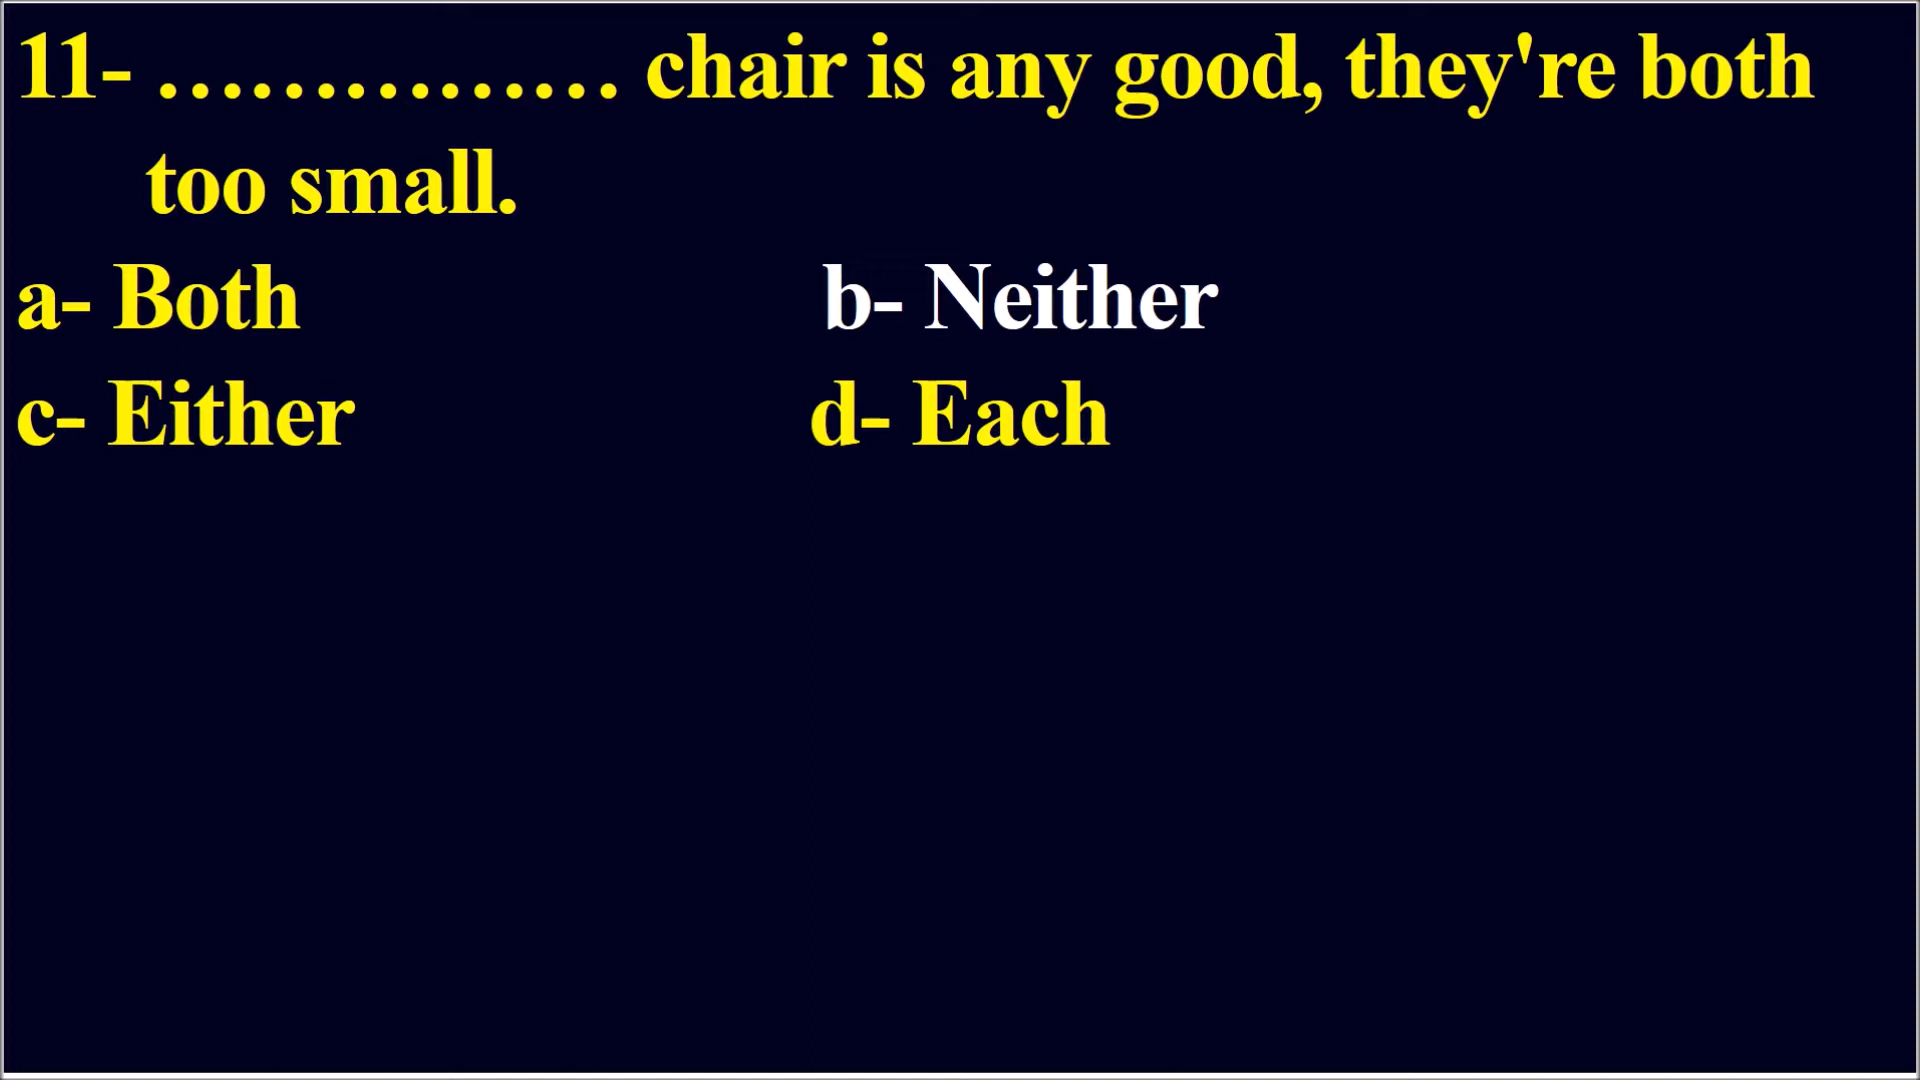 11- ............... chair is any good, they're both
too small.
a- Both b- Neither
c- Either d- Each